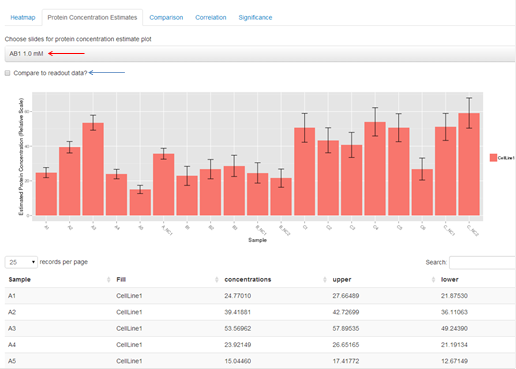 Heatmap Protein Concentration Estimates Comparison Correlation Significance
Choose slides for protein concentration estimate plot
AB1 1.0 mM
Compare to readout data?
Estimated Protein Concentration (Relative Scale)
60
40
20
0
A1 A2 A3 A4 A5 A_NC1 B1 B2 B3 B_NC1 B_NC2 C1 C2 C3 C4 C5 C6 C_NC1 C_NC2
Sample
CellLine1
25 records per page Search:
Sample Fill concentrations upper lower
A1 CellLine1 24.77010 27.66489 21.87530
A2 CellLine1 39.41881 42.72699 36.11063
A3 CellLine1 53.56962 57.89535 49.24390
A4 CellLine1 23.92149 26.65165 21.19134
A5 CellLine1 15.04460 17.41772 12.67149